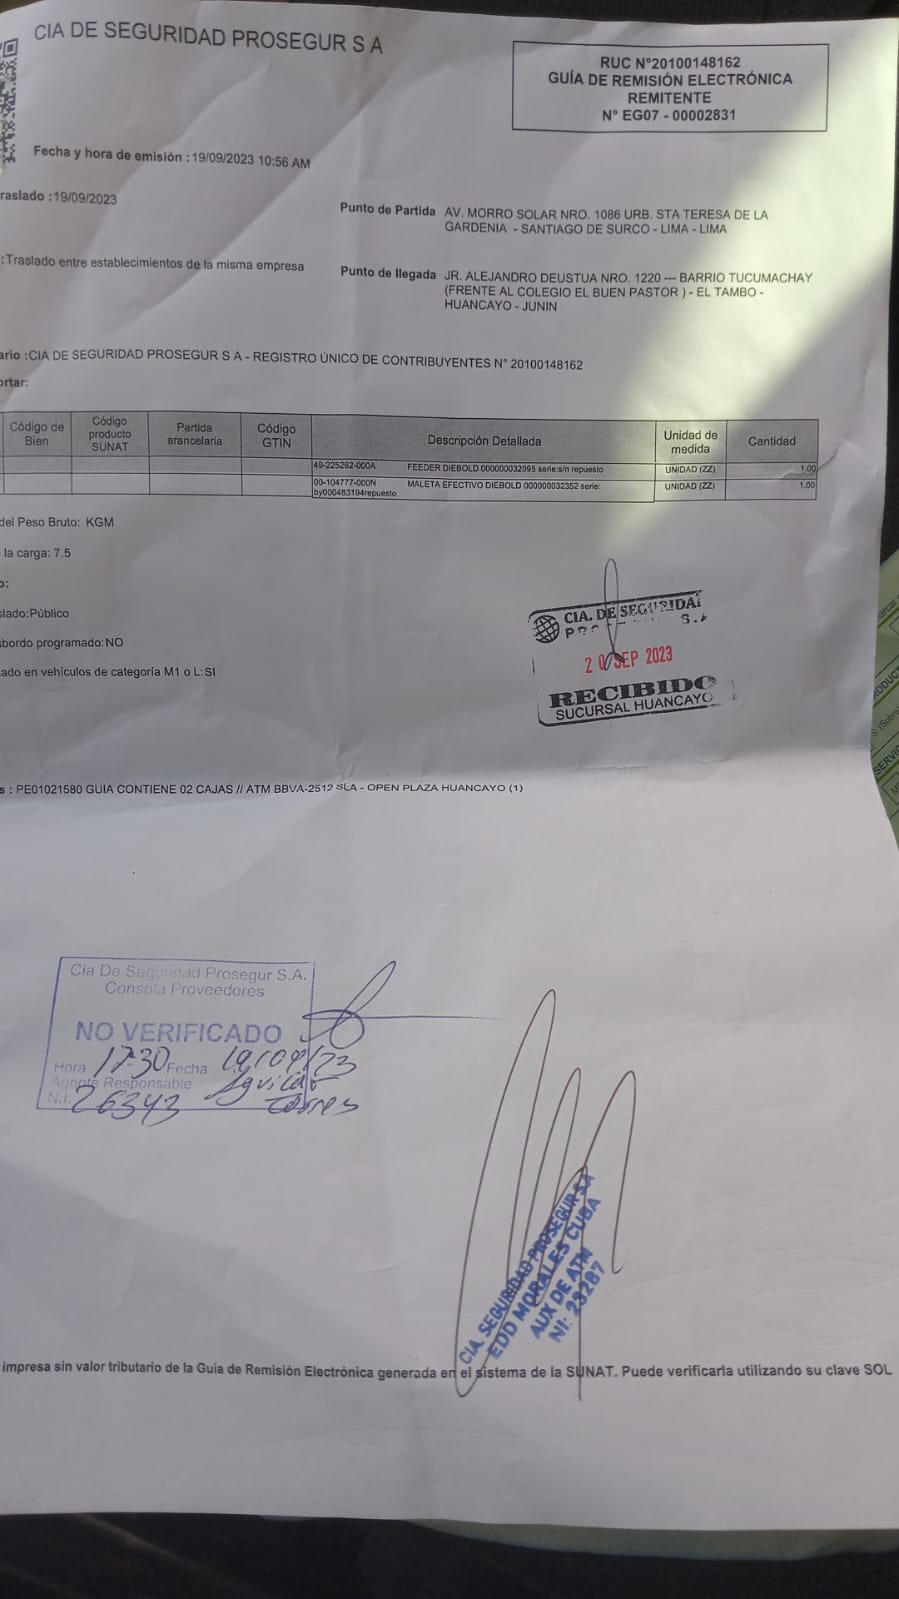 CIA DE SEGURIDAD PROSEGUR S A
RUC N°20100148162
GUÍA DE REMISIÓN ELECTRÓNICA
REMITENTE
N° EG07 - 00002831
Fecha y hora de emisión : 19/09/2023 10:56 AM
raslado :19/09/2023
Punto de Partida AV. MORRO SOLAR NRO. 1086 URB. STA TERESA DE LA
GARDENIA - SANTIAGO DE SURCO - LIMA - LIMA
:Traslado entre establecimientos de la misma empresa
Punto de llegada JR. ALEJANDRO DEUSTUA NRO. 1220 --- BARRIO TUCUMACHAY
(FRENTE AL COLEGIO EL BUEN PASTOR ) - EL TAMBO -
HUANCAYO - JUNIN
ario :CIA DE SEGURIDAD PROSEGUR S A - REGISTRO ÚNICO DE CONTRIBUYENTES N° 20100148162
ortar:
Código de Bien Código producto SUNAT Partida arancelaria Código GTIN Descripción Detallada Unidad de medida Cantidad
49-225262-000A FEEDER DIEBOLD 000000032095 serie:s/n repuesto UNIDAD (ZZ) 1.00
00-104777-000N MALETA EFECTIVO DIEBOLD 000000032352 serie: UNIDAD (ZZ) 1.00
by000483194repuesto
del Peso Bruto: KGM
la carga: 7.5
o:
slado:Público
sbordo programado:NO
ado en vehículos de categoría M1 o L:SI
CIA. DE SEGURIDAD
S.A
20 SEP 2023
RECIBIDO
SUCURSAL HUANCAYO
s : PE01021580 GUIA CONTIENE 02 CAJAS // ATM BBVA-2512 SLA - OPEN PLAZA HUANCAYO (1)
Cia De Seguridad Prosegur S.A.
Consola Proveedores
NO VERIFICADO
Hora 17:30 Fecha 19/09/23
Agente Responsable
N.I. 26343 Torres
CIA. SEGURIDAD PROSEGUR SA
EDD MORALES CUBA
AUX DE ATM
NI: 23287
impresa sin valor tributario de la Guía de Remisión Electrónica generada en el sistema de la SUNAT. Puede verificarla utilizando su clave SOL